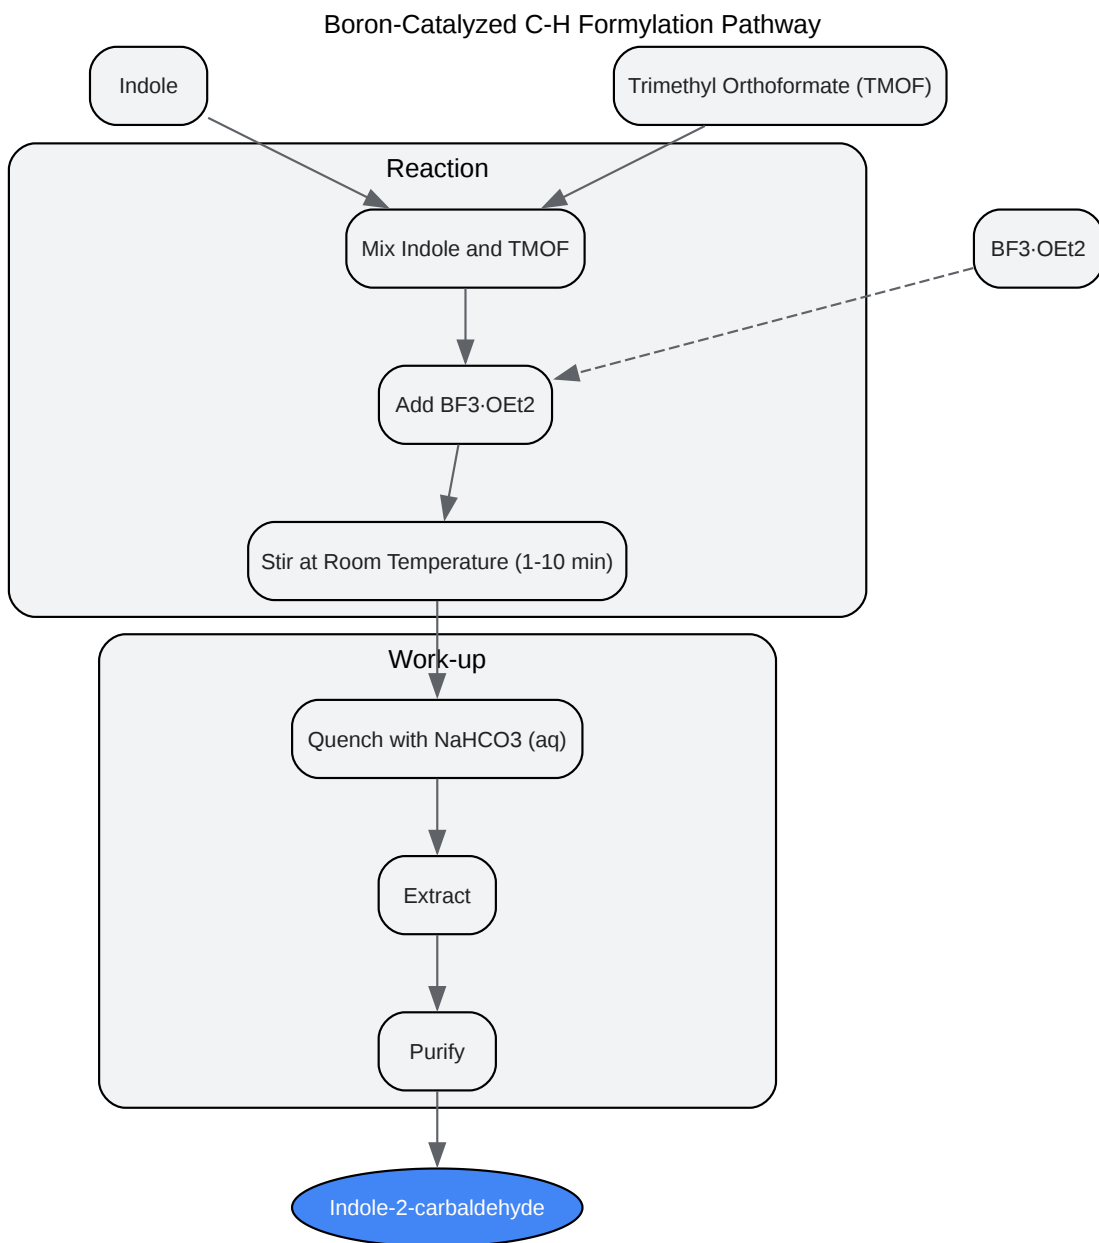 Boron-Catalyzed C-H Formylation Pathway
Indole
Trimethyl Orthoformate (TMOF)
Reaction
Mix Indole and TMOF
BF3·OEt2
Add BF3·OEt2
Stir at Room Temperature (1-10 min)
Work-up
Quench with NaHCO3 (aq)
Extract
Purify
Indole-2-carbaldehyde